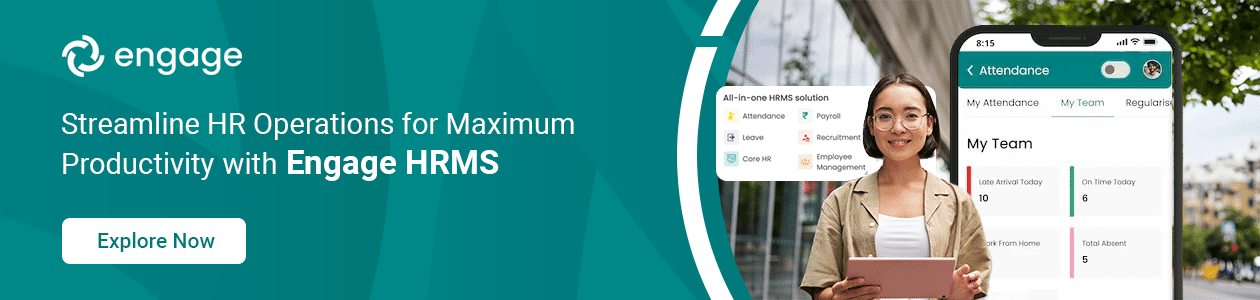 engage
Streamline HR Operations for Maximum
Productivity with Engage HRMS
Explore Now
All-in-one HRMS solution
Attendance
Payroll
Leave
Recruitment
Core HR
Employee
Management
8:15
Attendance
My Attendance
My Team
Regularise
My Team
Late Arrival Today
10
On Time Today
6
From Home
Total Absent
5